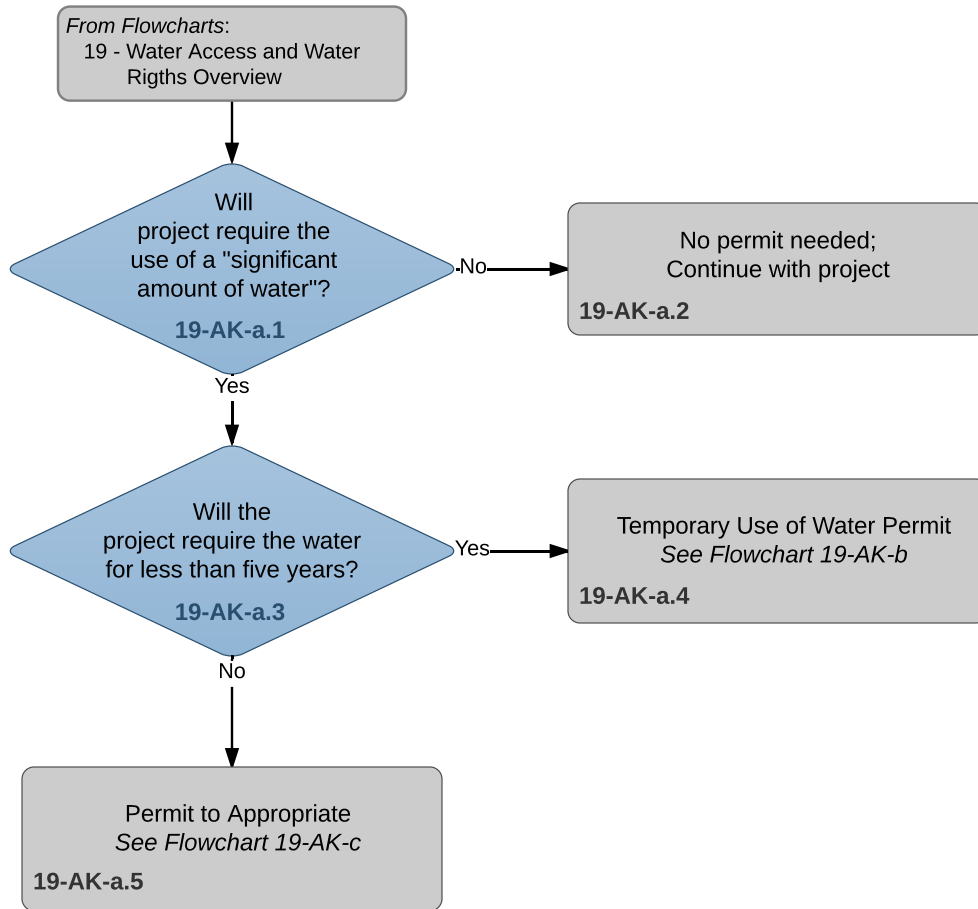 From Flowcharts:
19 - Water Access and Water
Rigths Overview
Will
project require the
use of a "significant
amount of water"?
19-AK-a.1
No
No permit needed;
Continue with project
19-AK-a.2
Yes
Will the
project require the water
for less than five years?
19-AK-a.3
Yes
Temporary Use of Water Permit
See Flowchart 19-AK-b
19-AK-a.4
No
Permit to Appropriate
See Flowchart 19-AK-c
19-AK-a.5